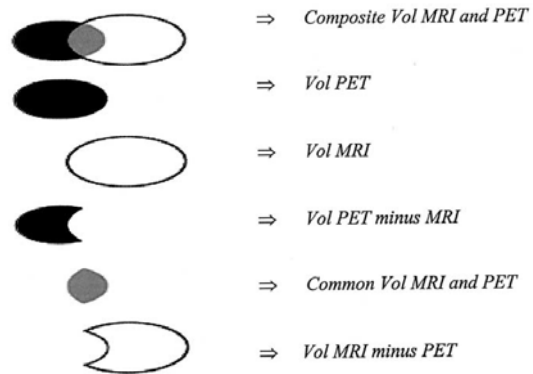 ⇒ Composite Vol MRI and PET
⇒ Vol PET
⇒ Vol MRI
⇒ Vol PET minus MRI
⇒ Common Vol MRI and PET
⇒ Vol MRI minus PET